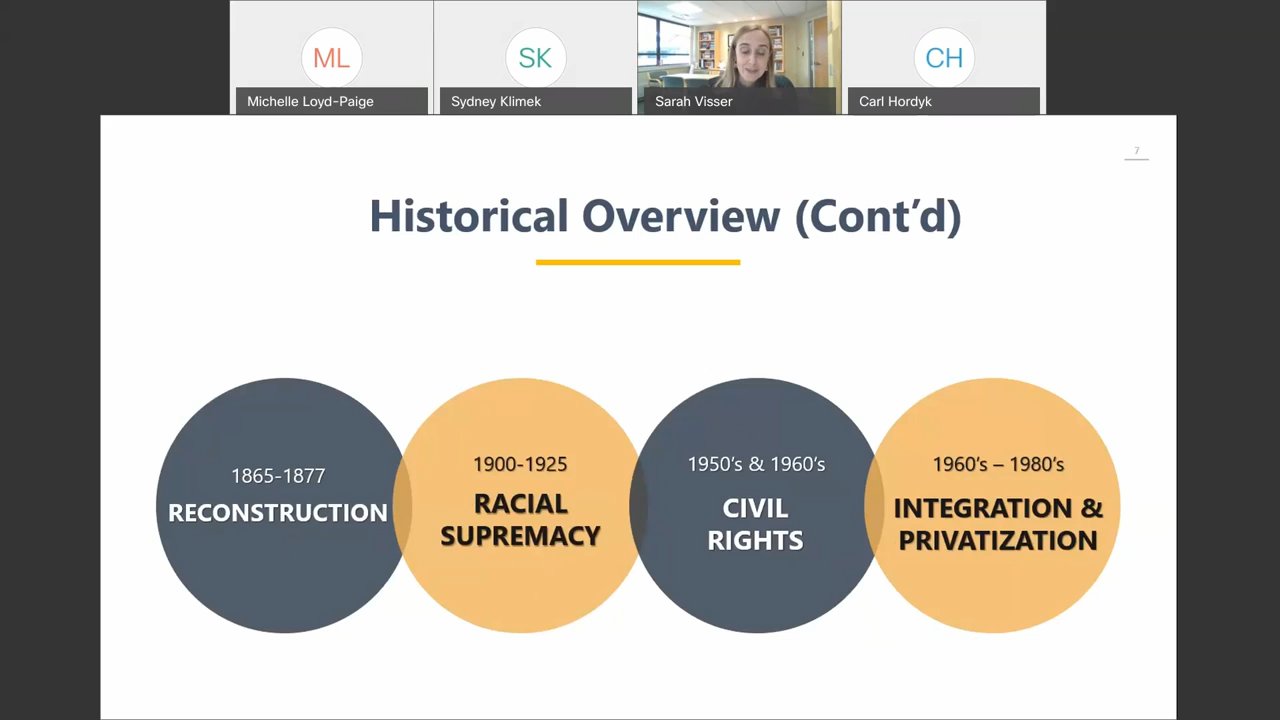 ML
Michelle Loyd-Paige
SK
Sydney Klimek
Sarah Visser
CH
Carl Hordyk
7
Historical Overview (Cont’d)
1865-1877
RECONSTRUCTION
1900-1925
RACIAL
SUPREMACY
1950’s & 1960’s
CIVIL
RIGHTS
1960’s – 1980’s
INTEGRATION &
PRIVATIZATION